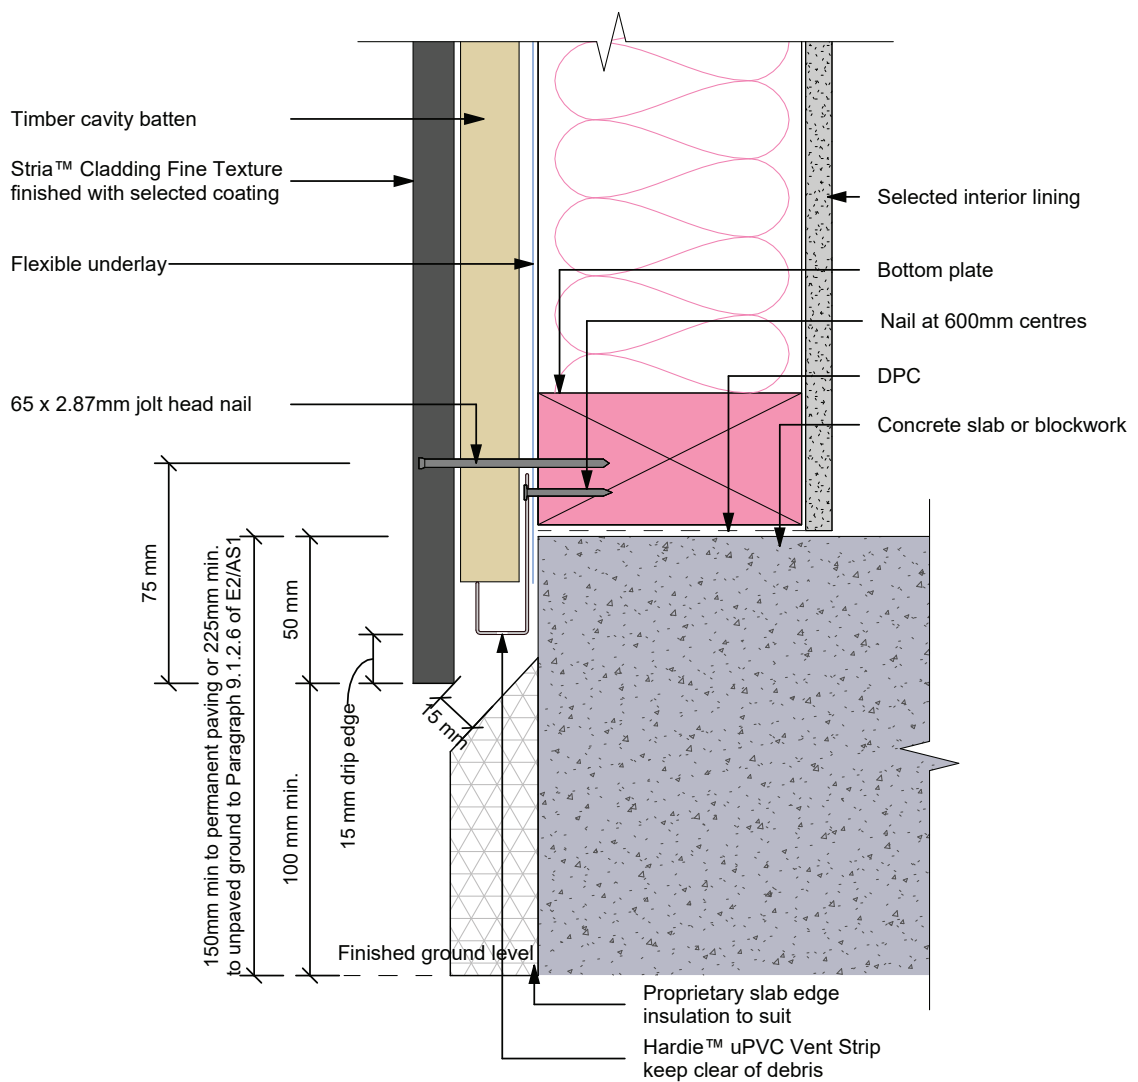 Timber cavity batten
Stria™ Cladding Fine Texture
finished with selected coating
Flexible underlay
65 x 2.87mm jolt head nail
Selected interior lining
Bottom plate
Nail at 600mm centres
DPC
Concrete slab or blockwork
75 mm
150mm min to permanent paving or 225mm min.
to unpaved ground to Paragraph 9.1.2.6 of E2/AS1
50 mm
100 mm min.
15 mm drip edge
15 mm
Finished ground level
Proprietary slab edge
insulation to suit
Hardie™ uPVC Vent Strip
keep clear of debris